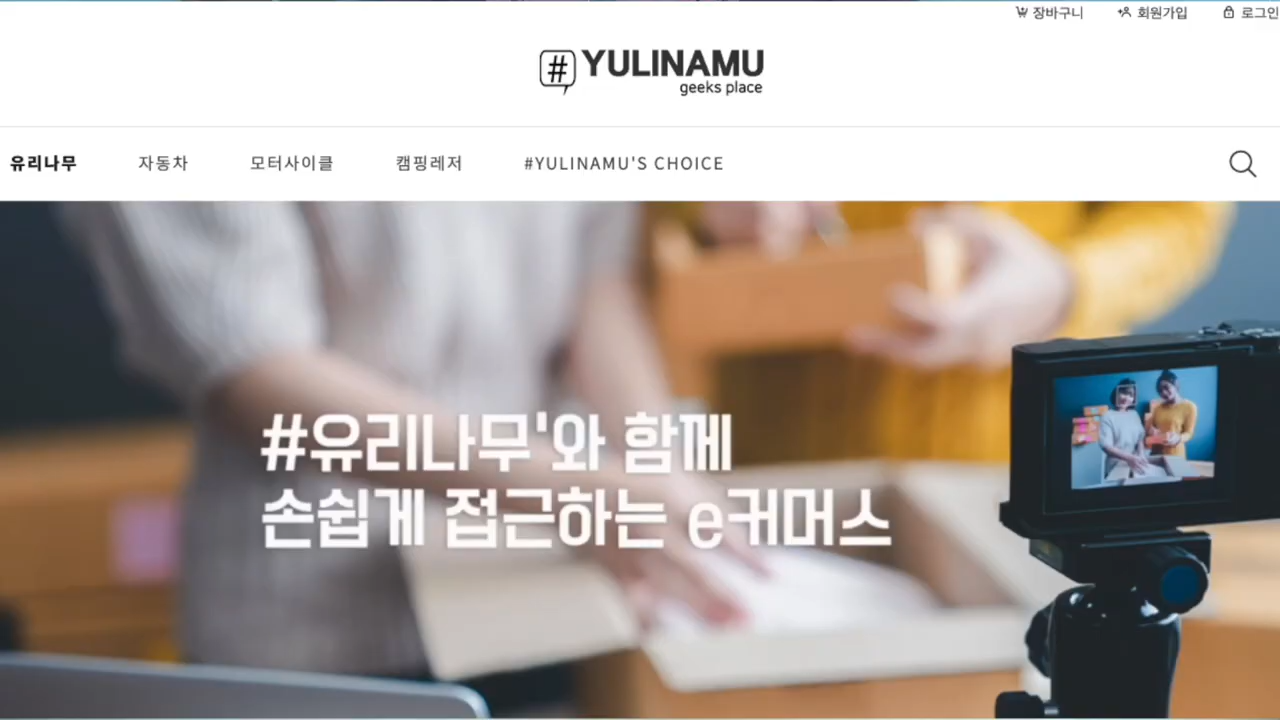 장바구니 회원가입 로그인
# YULINAMU
geeks place
유리나무 자동차 모터사이클 캠핑레저 #YULINAMU'S CHOICE
#유리나무'와 함께
손쉽게 접근하는 e커머스